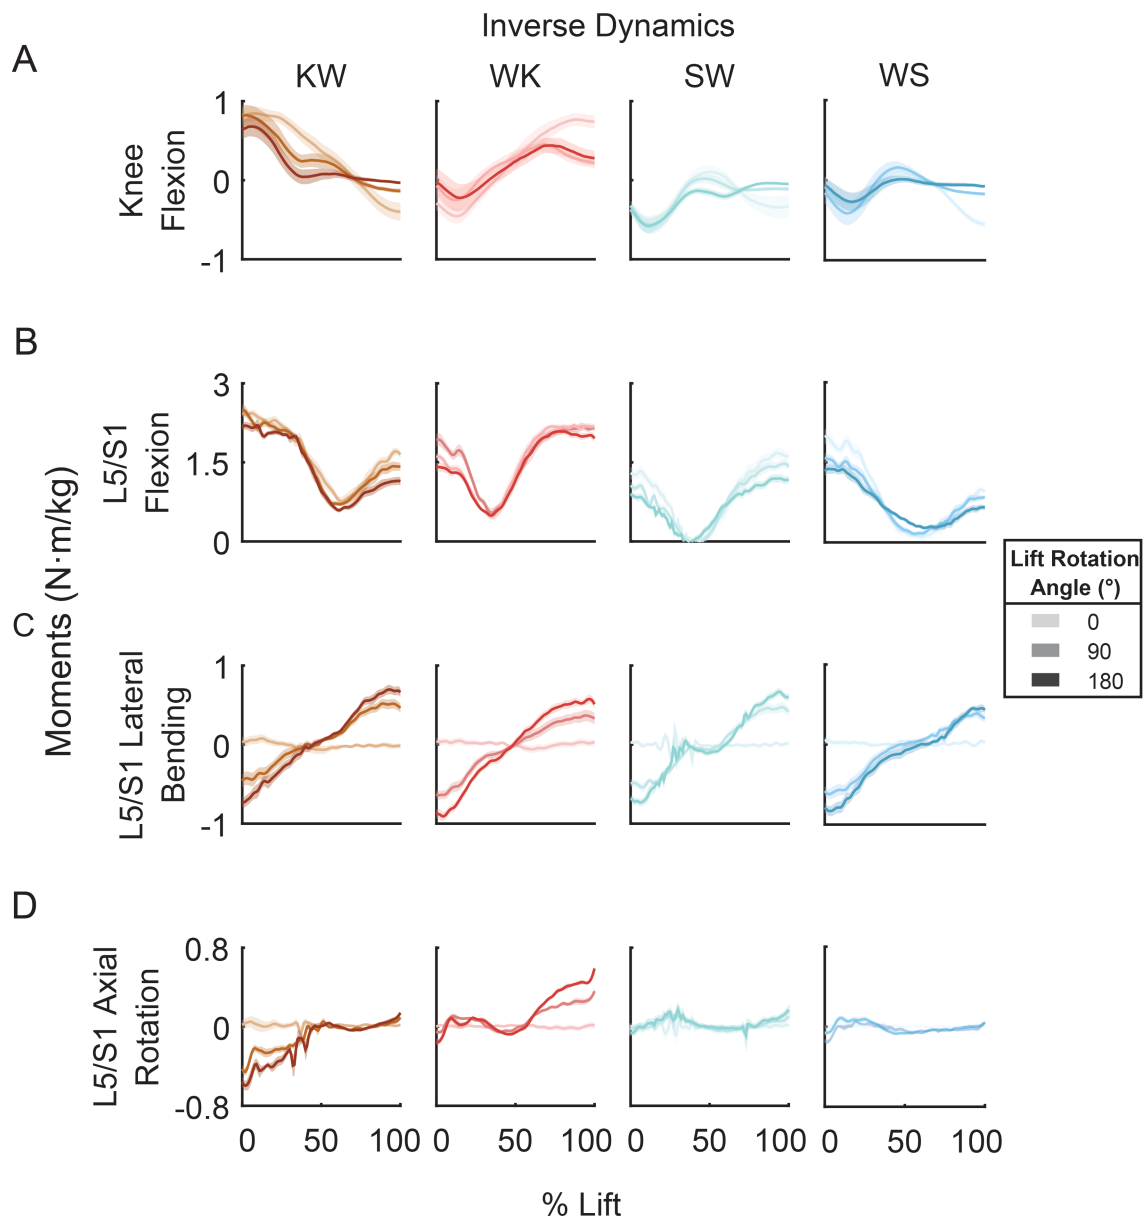 Inverse Dynamics
A
KW
WK
SW
WS
Knee
Flexion
1
0
-1
B
L5/S1
Flexion
3
1.5
0
Moments (N·m/kg)
Lift Rotation
Angle (°)
0
90
180
C
L5/S1 Lateral
Bending
1
0
-1
D
L5/S1 Axial
Rotation
0.8
0
-0.8
0 50 100
0 50 100
0 50 100
0 50 100
% Lift